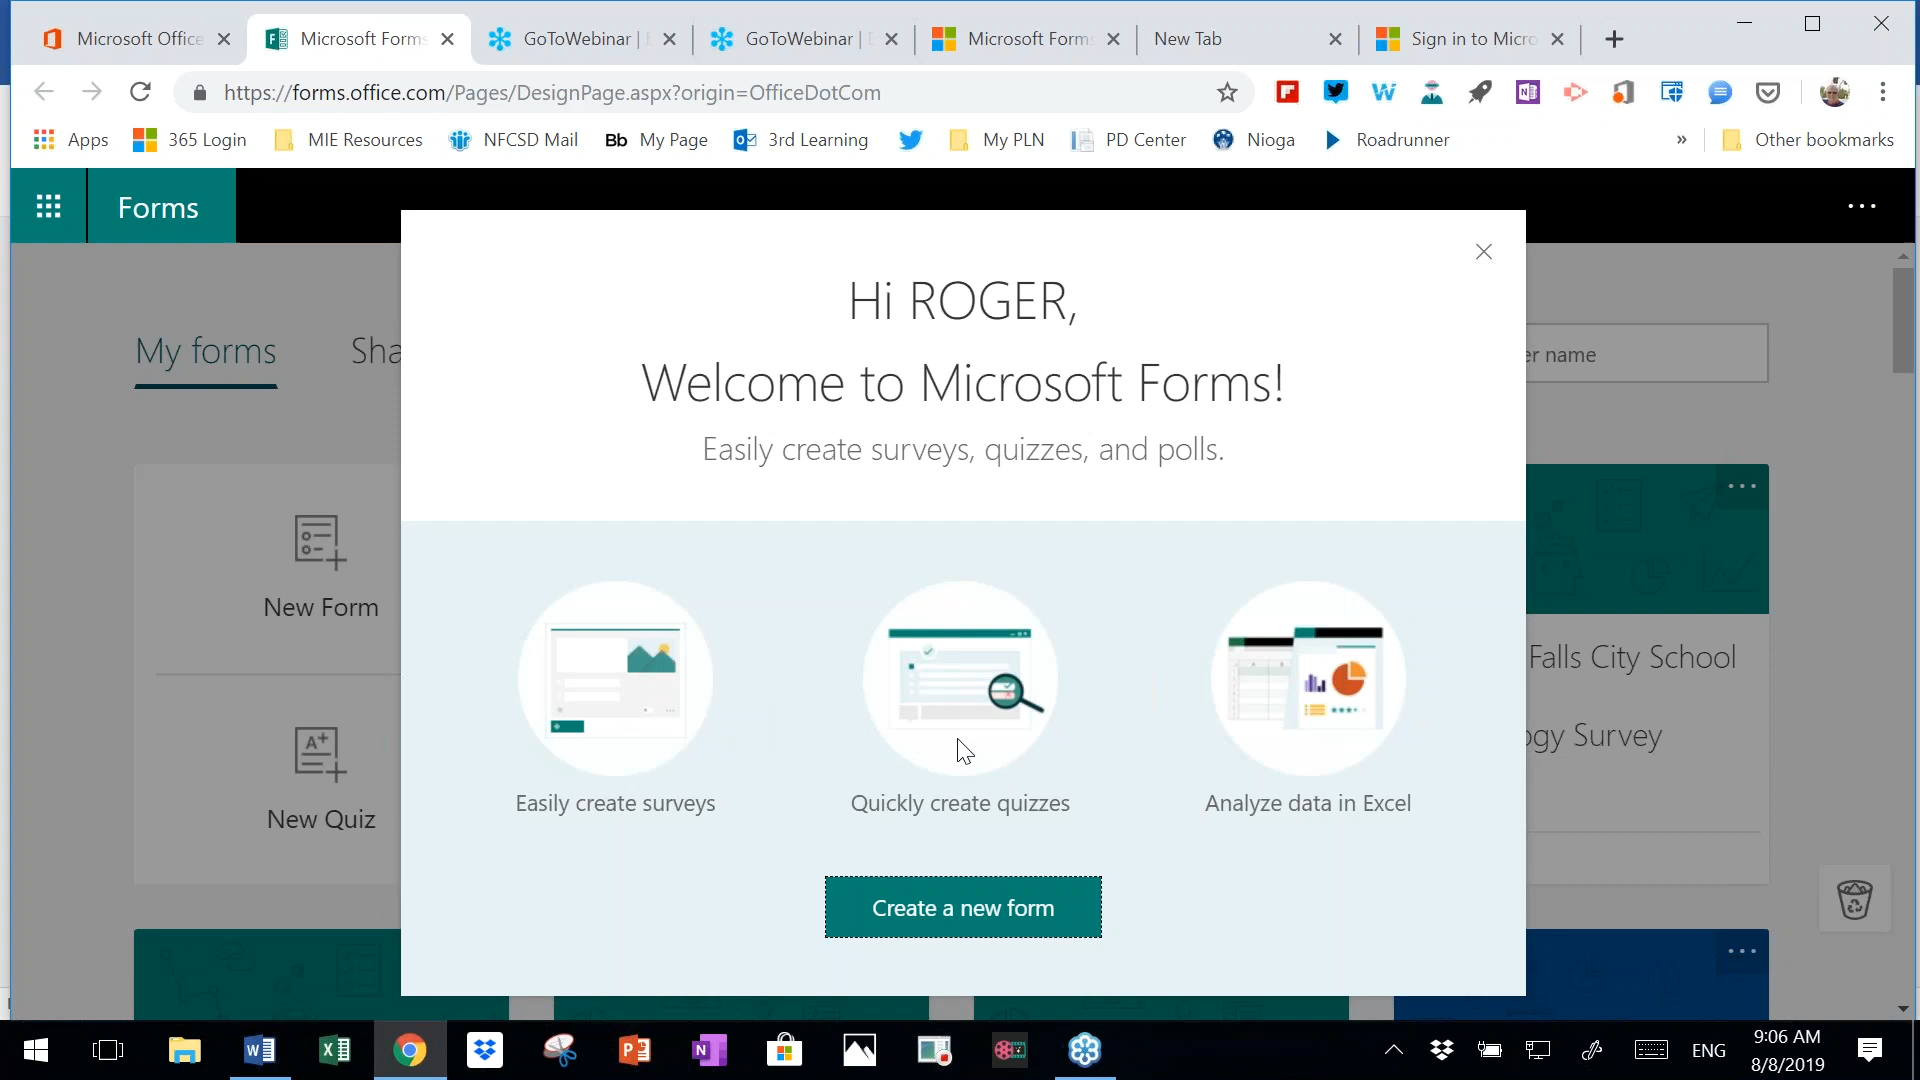 Microsoft Office
Microsoft Forms
GoToWebinar |
GoToWebinar |
Microsoft Forms
New Tab
Sign in to Micro
https://forms.office.com/Pages/DesignPage.aspx?origin=OfficeDotCom
Apps
365 Login
MIE Resources
NFCSD Mail
Bb My Page
3rd Learning
My PLN
PD Center
Nioga
Roadrunner
»
Other bookmarks
Forms
Hi ROGER,
Welcome to Microsoft Forms!
Easily create surveys, quizzes, and polls.
My forms
Sha
er name
New Form
New Quiz
A+
Falls City School
ogy Survey
Easily create surveys
Quickly create quizzes
Analyze data in Excel
Create a new form
ENG
9:06 AM
8/8/2019